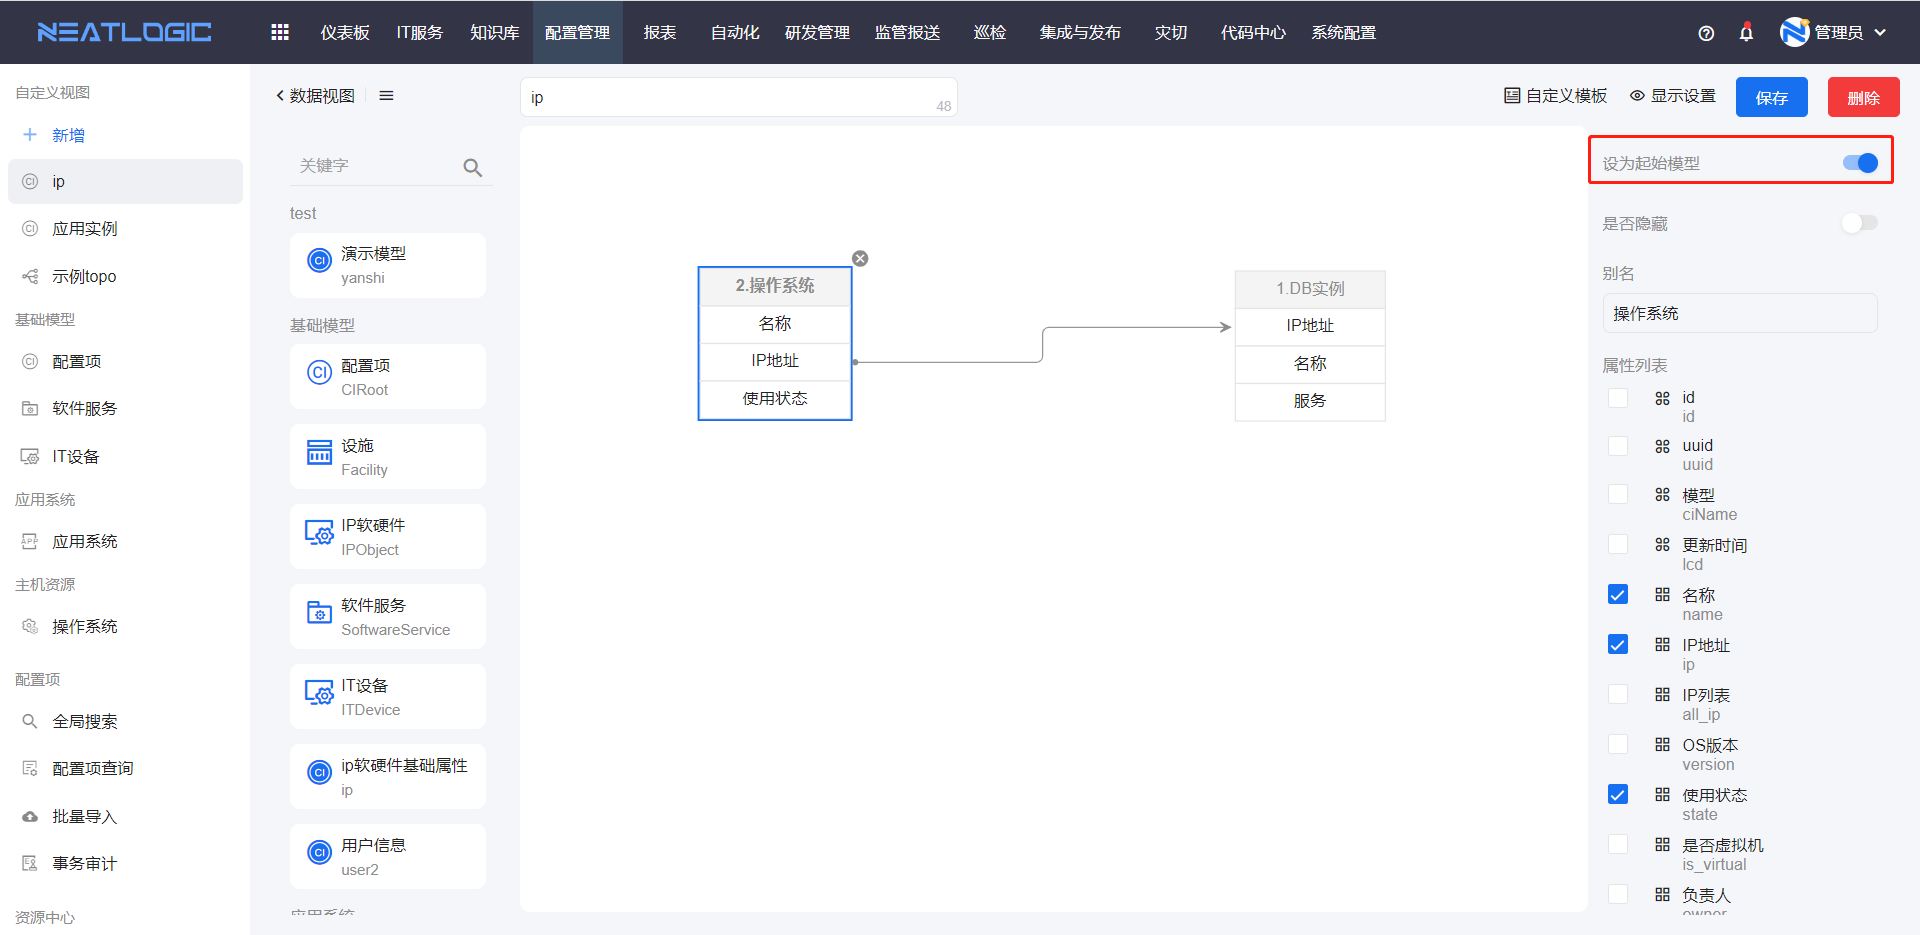 NEATLOGIC
仪表板 IT服务 知识库 配置管理 报表 自动化 研发管理 监管报送 巡检 集成与发布 灾切 代码中心 系统配置
管理员
自定义视图
新增
CI ip
CI 应用实例
示例topo
基础模型
CI 配置项
软件服务
IT设备
应用系统
APP 应用系统
主机资源
操作系统
配置项
全局搜索
配置项查询
批量导入
事务审计
资源中心
数据视图
ip
48
自定义模板
显示设置
保存
删除
关键字
test
CI 演示模型
yanshi
基础模型
CI 配置项
CIRoot
设施
Facility
IP软硬件
IPObject
软件服务
SoftwareService
IT设备
ITDevice
CI ip软硬件基础属性
ip
CI 用户信息
user2
应用系统
2.操作系统
名称
IP地址
使用状态
1.DB实例
IP地址
名称
服务
设为起始模型
是否隐藏
别名
操作系统
属性列表
id
id
uuid
uuid
模型
ciName
更新时间
lcd
名称
name
IP地址
ip
IP列表
all_ip
OS版本
version
使用状态
state
是否虚拟机
is_virtual
负责人
owner